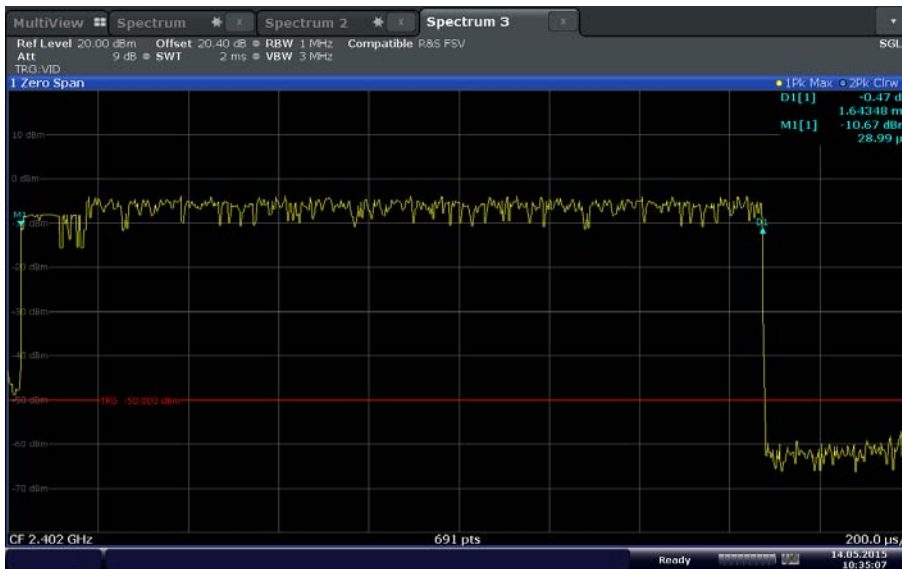 MultiView Spectrum x Spectrum 2 x Spectrum 3 x
Ref Level 20.00 dBm Offset 20.40 dB RBW 1 MHz Compatible R&S FSV SGL
Att 9 dB SWT 2 ms VBW 3 MHz
TRG:VID
1 Zero Span 1Pk Max 2Pk Clrw
D1[1] -0.47 d
1.64348 m
M1[1] -10.67 dBr
28.99 µ
10 dBm
0 dBm
M1
D1
-20 dBm
-30 dBm
-40 dBm
-50 dBm
TRG -50.000 dBm
-60 dBm
-70 dBm
CF 2.402 GHz 691 pts 200.0 µs/
Ready 14.05.2015
10:35:07